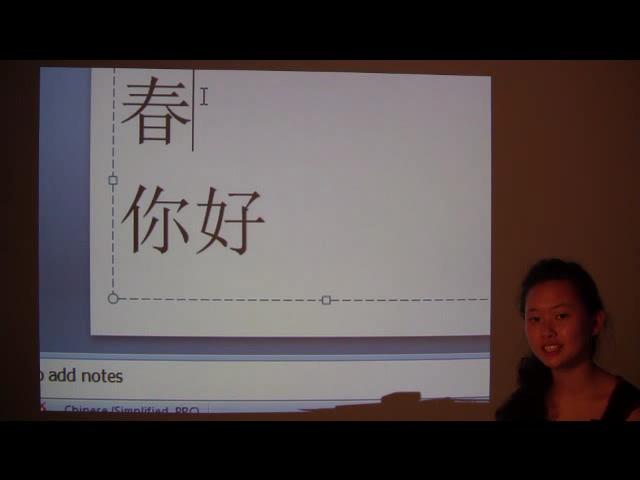 春
你好
o add notes
Chinese (Simplified, PRC)